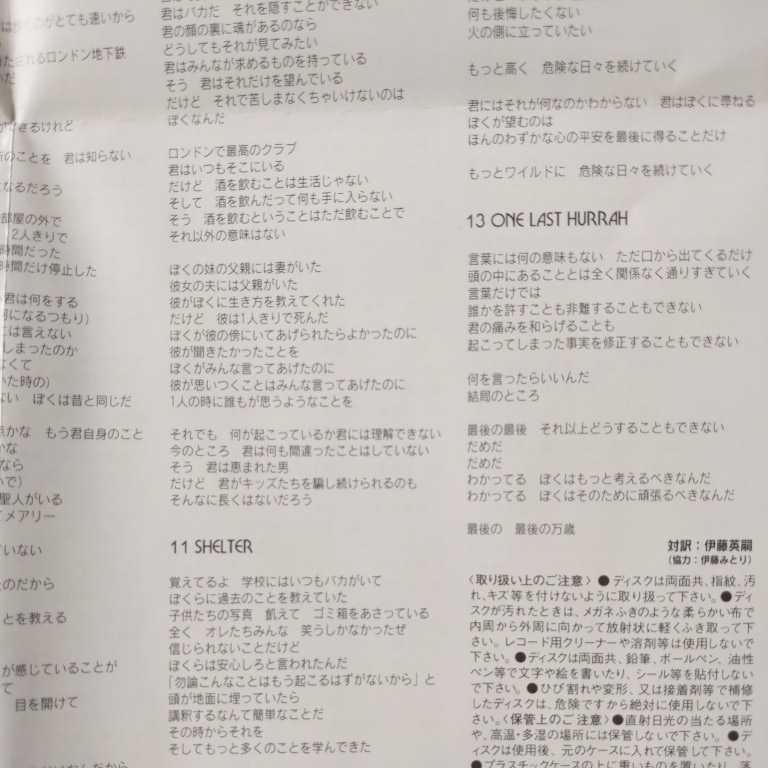 とても速いから
ロンドン地下鉄
できるけれど
のことを　君は知らない
なるだろう
部屋の外で
2人きりで
時間だった
時間だけ停止した
君は何をする
何になるつもり）
には言えない
しまったのか
なくて
いた時の）
ない　ぼくは昔と同じだ
かな　もう君自身のこと
かな
なら
いで）
聖人がいる
てメアリー
ていない
たのだから
ことを教える
が感じていることが
て
目を開けて
君はバカだ　それを隠すことができない
君の顔の裏に魂があるのなら
どうしてもそれが見てみたい
君はみんなが求めるものを持っている
そう　君はそれだけを望んでいる
だけど　それで苦しまなくちゃいけないのは
ぼくなんだ
ロンドンで最高のクラブ
君はいつもそこにいる
だけど　酒を飲むことは生活じゃない
そして　酒を飲んだって何も手に入らない
そう　酒を飲むということはただ飲むことで
それ以外の意味はない
ぼくの妹の父親には妻がいた
彼女の夫には父親がいた
彼がぼくに生き方を教えてくれた
だけど　彼は1人きりで死んだ
ぼくが彼の傍にいてあげられたらよかったのに
彼が聞きたかったことを
ぼくがみんな言ってあげたのに
彼が思いつくことはみんな言ってあげたのに
1人の時に誰もが思うようなことを
それでも　何が起こっているか君には理解できない
今のところ　君は何も間違ったことはしていない
そう　君は恵まれた男
だけど　君がキッズたちを騙し続けられるのも
そんなに長くはないだろう
11 SHELTER
覚えてるよ　学校にはいつもバカがいて
ぼくらに過去のことを教えていた
子供たちの写真　飢えて　ゴミ箱をあさっている
全く　オレたちみんな　笑うしかなかったぜ
信じられないことだけど
ぼくらは安心しろと言われたんだ
「勿論こんなことはもう起こるはずがないから」と
頭が地面に埋っていたら
講釈するなんて簡単なことだ
その時からそれを
そしてもっと多くのことを学んできた
何も後悔したくない
火の側に立っていたい
もっと高く　危険な日々を続けていく
君にはそれが何なのかわからない　君はぼくに尋ねる
ぼくが望むのは
ほんのわずかな心の平安を最後に得ることだけ
もっとワイルドに　危険な日々を続けていく
13 ONE LAST HURRAH
言葉には何の意味もない　ただ口から出てくるだけ
頭の中にあることとは全く関係なく通りすぎていく
言葉だけでは
誰かを許すことも非難することもできない
君の痛みを和らげることも
起こってしまった事実を修正することもできない
何を言ったらいいんだ
結局のところ
最後の最後　それ以上どうすることもできない
だめだ
だめだ
わかってる　ぼくはもっと考えるべきなんだ
わかってる　ぼくはそのために頑張るべきなんだ
最後の　最後の万歳
対訳：伊藤英嗣
（協力：伊藤みとり）
〈取り扱い上のご注意〉●ディスクは両面共、指紋、汚
れ、キズ等を付けないように取り扱って下さい。●ディ
スクが汚れたときは、メガネふきのような柔らかい布で
内周から外周に向かって放射状に軽くふき取って下
さい。レコード用クリーナーや溶剤等は使用しないで
下さい。●ディスクは両面共、鉛筆、ボールペン、油性
ペン等で文字や絵を書いたり、シール等を貼付しない
で下さい。●ひび割れや変形、又は接着剤等で補修
したディスクは、危険ですから絶対に使用しないで下
さい。〈保管上のご注意〉●直射日光の当たる場所
や、高温・多湿の場所には保管しないで下さい。●デ
ィスクは使用後、元のケースに入れて保管して下さい。
●プラスチックケースの上に重いものを置いたり、落